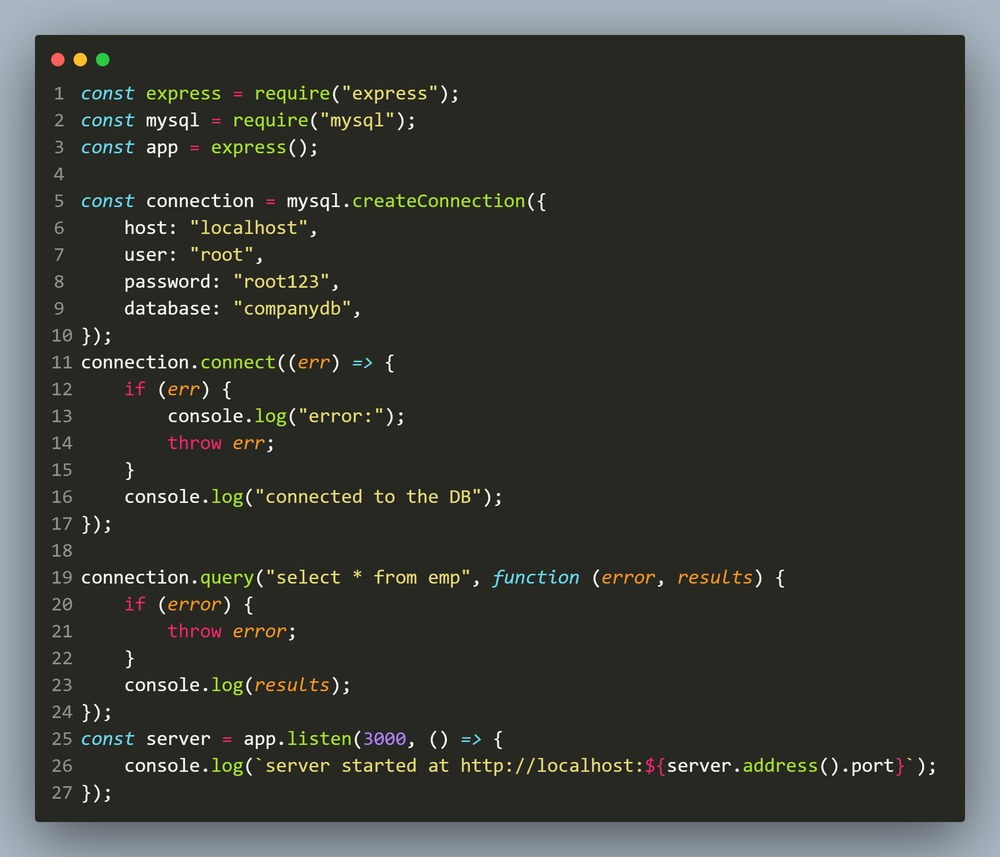 1 const express = require("express");
2 const mysql = require("mysql");
3 const app = express();
4
5 const connection = mysql.createConnection({
6     host: "localhost",
7     user: "root",
8     password: "root123",
9     database: "companydb",
10 });
11 connection.connect((err) => {
12     if (err) {
13         console.log("error:");
14         throw err;
15     }
16     console.log("connected to the DB");
17 });
18
19 connection.query("select * from emp", function (error, results) {
20     if (error) {
21         throw error;
22     }
23     console.log(results);
24 });
25 const server = app.listen(3000, () => {
26     console.log(`server started at http://localhost:${server.address().port}`);
27 });